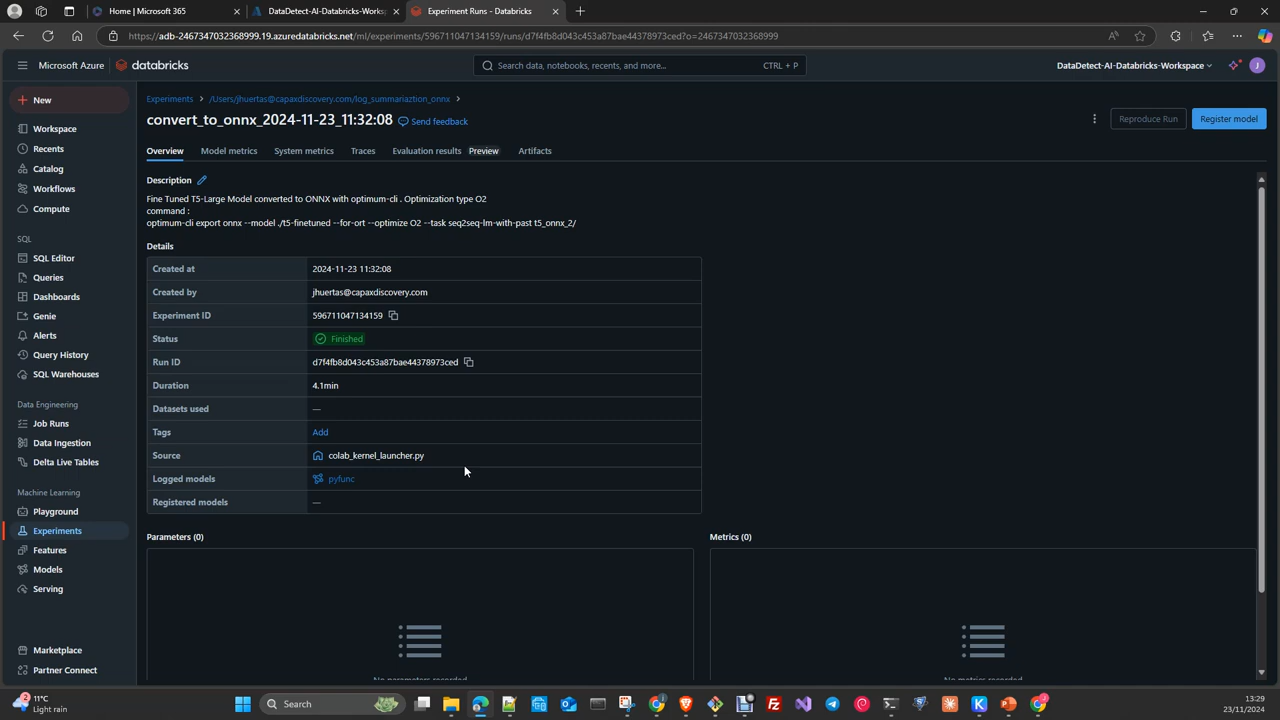 Home | Microsoft 365
DataDetect-AI-Databricks-Worksp
Experiment Runs - Databricks
https://adb-2467347032368999.19.azuredatabricks.net/ml/experiments/596711047134159/runs/d7f4fb8d043c453a87bae44378973ced?o=2467347032368999
Microsoft Azure
databricks
Search data, notebooks, recents, and more...
CTRL + P
DataDetect-AI-Databricks-Workspace
J
New
Workspace
Recents
Catalog
Workflows
Compute
SQL
SQL Editor
Queries
Dashboards
Genie
Alerts
Query History
SQL Warehouses
Data Engineering
Job Runs
Data Ingestion
Delta Live Tables
Machine Learning
Playground
Experiments
Features
Models
Serving
Marketplace
Partner Connect
Experiments > /Users/jhuertas@capaxdiscovery.com/log_summariaztion_onnx >
convert_to_onnx_2024-11-23_11:32:08
Send feedback
Reproduce Run
Register model
Overview
Model metrics
System metrics
Traces
Evaluation results Preview
Artifacts
Description
Fine Tuned T5-Large Model converted to ONNX with optimum-cli . Optimization type O2
command :
optimum-cli export onnx --model ./t5-finetuned --for-ort --optimize O2 --task seq2seq-lm-with-past t5_onnx_2/
Details
Created at 2024-11-23 11:32:08
Created by jhuertas@capaxdiscovery.com
Experiment ID 596711047134159
Status Finished
Run ID d7f4fb8d043c453a87bae44378973ced
Duration 4.1min
Datasets used —
Tags Add
Source colab_kernel_launcher.py
Logged models pyfunc
Registered models —
Parameters (0)
Metrics (0)
No parameters recorded
No metrics recorded
11°C
Light rain
Search
13:29
23/11/2024